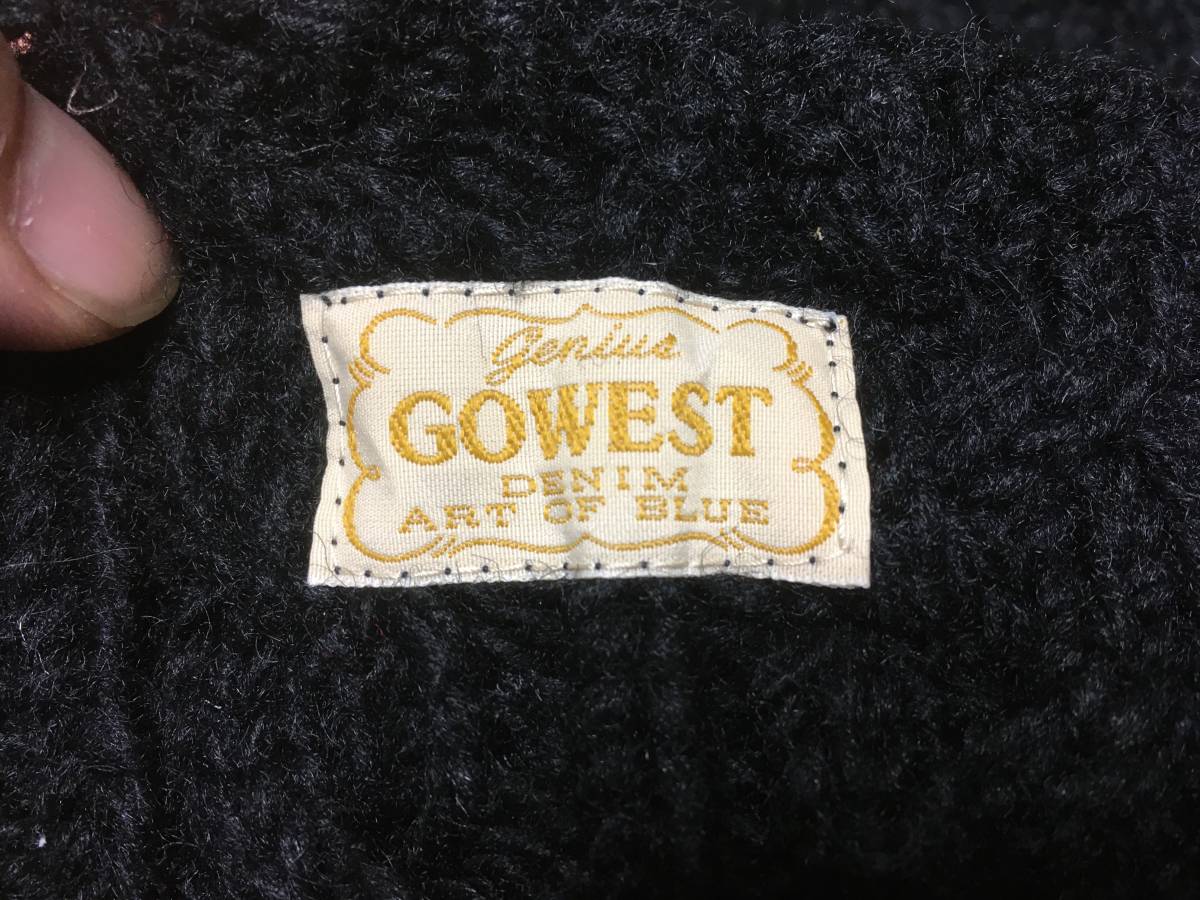 Genius
GOWEST
DENIM
ART OF BLUE